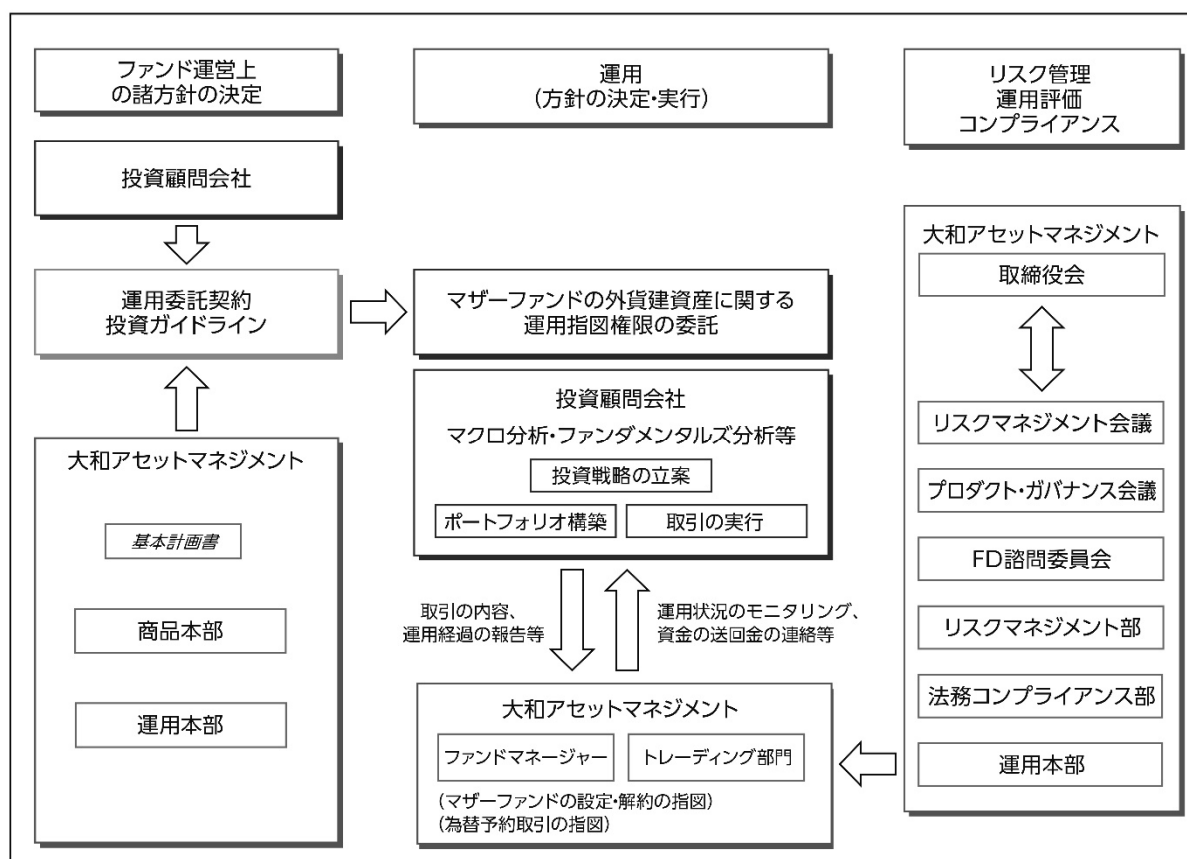 ファンド運営上
の諸方針の決定
運用
(方針の決定・実行)
リスク管理
運用評価
コンプライアンス
投資顧問会社
運用委託契約
投資ガイドライン
大和アセットマネジメント
基本計画書
商品本部
運用本部
マザーファンドの外貨建資産に関する
運用指図権限の委託
投資顧問会社
マクロ分析・ファンダメンタルズ分析等
投資戦略の立案
ポートフォリオ構築
取引の実行
取引の内容、
運用経過の報告等
運用状況のモニタリング、
資金の送回金の連絡等
大和アセットマネジメント
ファンドマネージャー
トレーディング部門
(マザーファンドの設定・解約の指図)
(為替予約取引の指図)
大和アセットマネジメント
取締役会
リスクマネジメント会議
プロダクト・ガバナンス会議
FD諮問委員会
リスクマネジメント部
法務コンプライアンス部
運用本部